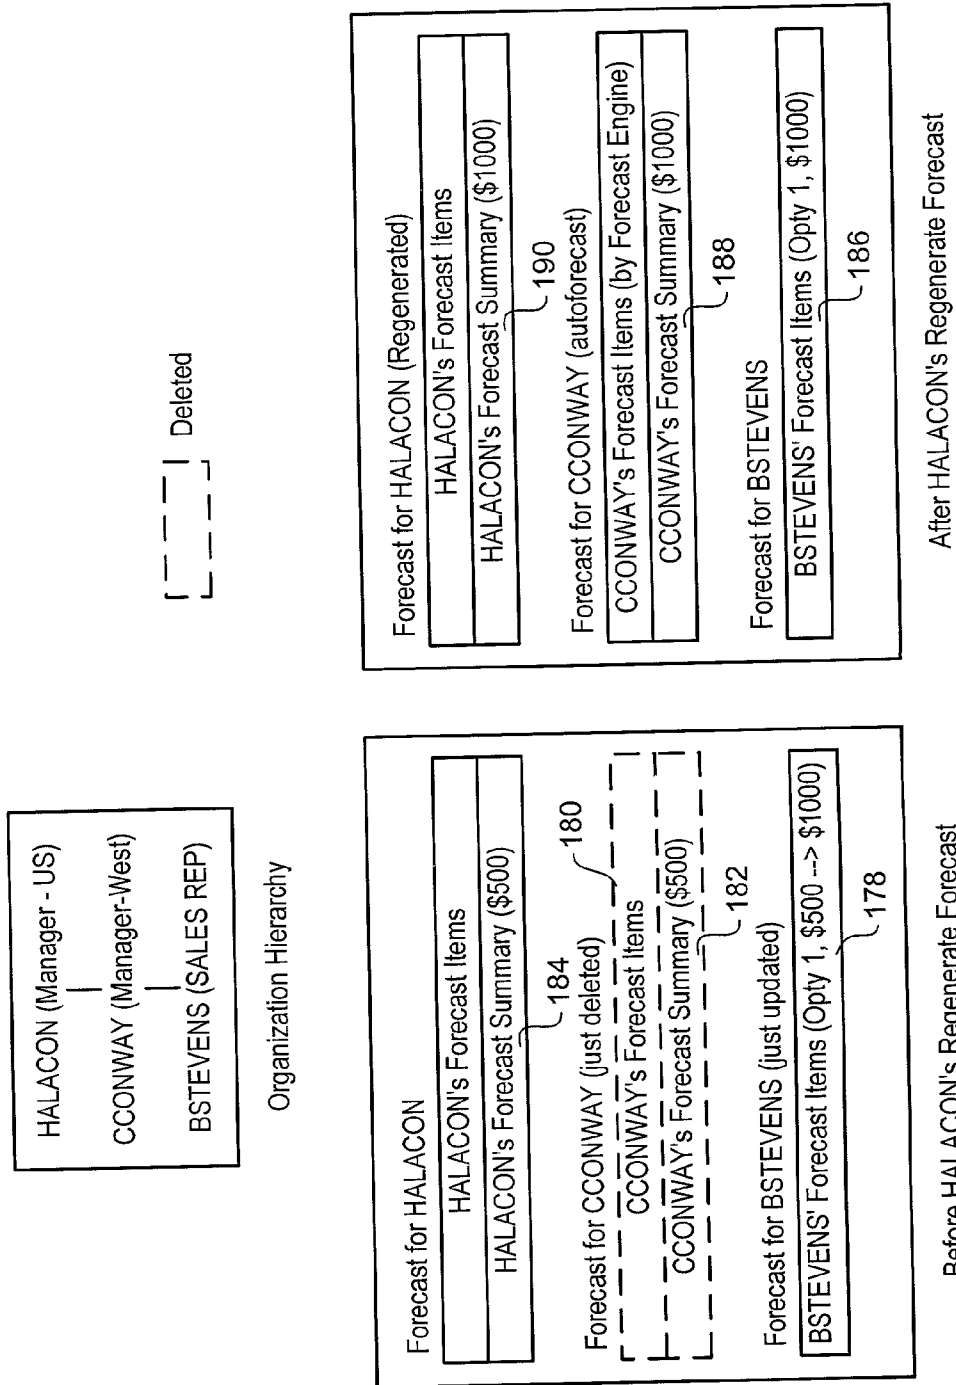 HALACON (Manager - US)
CCONWAY (Manager-West)
BSTEVENS (SALES REP)
Organization Hierarchy
Deleted
Forecast for HALACON
HALACON's Forecast Items
HALACON's Forecast Summary ($500)
184
Forecast for CCONWAY (just deleted)
180
CCONWAY's Forecast Items
CCONWAY's Forecast Summary ($500)
182
Forecast for BSTEVENS (just updated)
BSTEVENS' Forecast Items (Opty 1, $500 --> $1000)
178
Before HALACON's Regenerate Forecast
Forecast for HALACON (Regenerated)
HALACON's Forecast Items
HALACON's Forecast Summary ($1000)
190
Forecast for CCONWAY (autoforecast)
CCONWAY's Forecast Items (by Forecast Engine)
CCONWAY's Forecast Summary ($1000)
188
Forecast for BSTEVENS
BSTEVENS' Forecast Items (Opty 1, $1000)
186
After HALACON's Regenerate Forecast